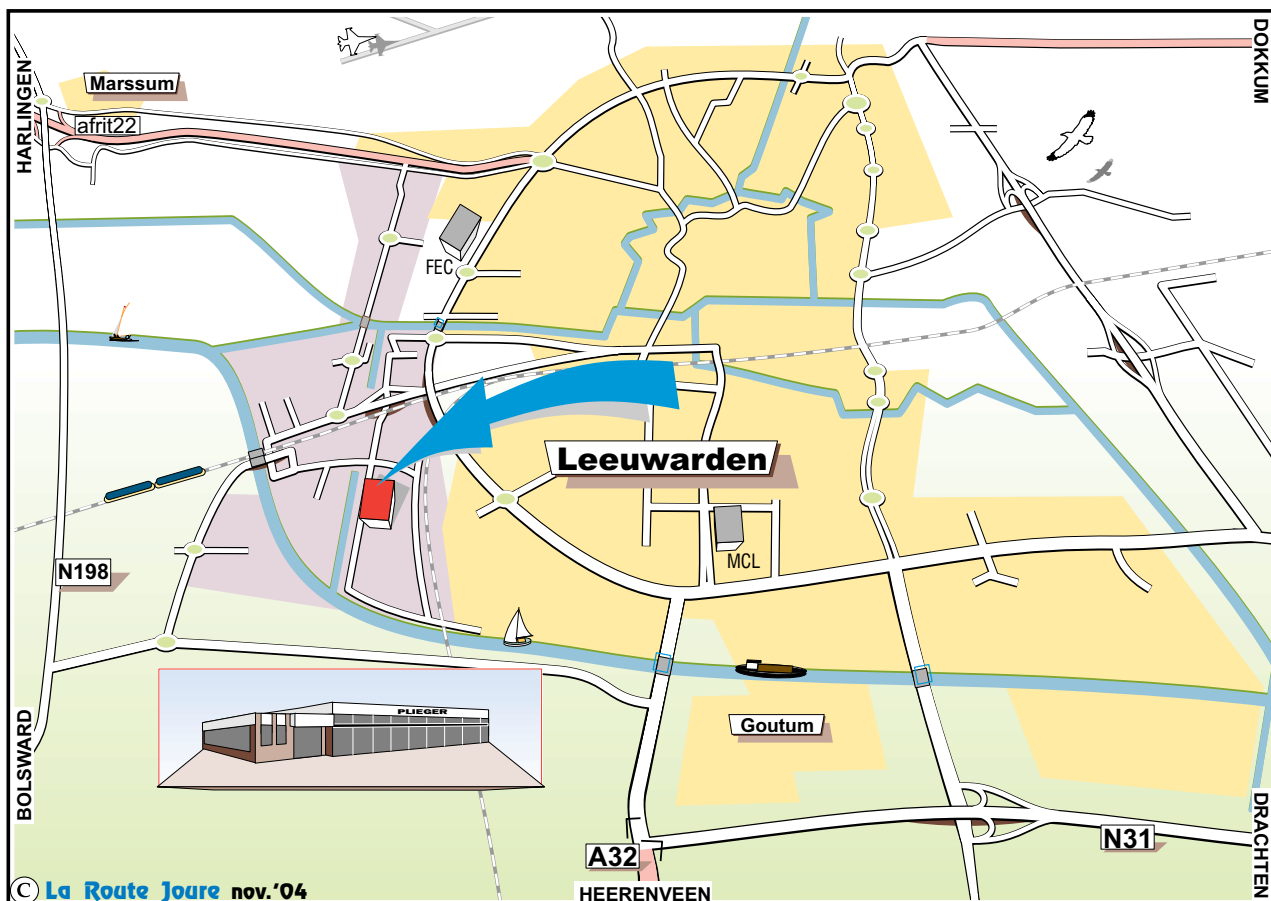 HARLINGEN
Marssum
afrit22
DOKKUM
FEC
Leeuwarden
MCL
N198
PLIEGER
Goutum
BOLSWARD
A32
N31
DRACHTEN
HEERENVEEN
© La Route Joure nov.'04